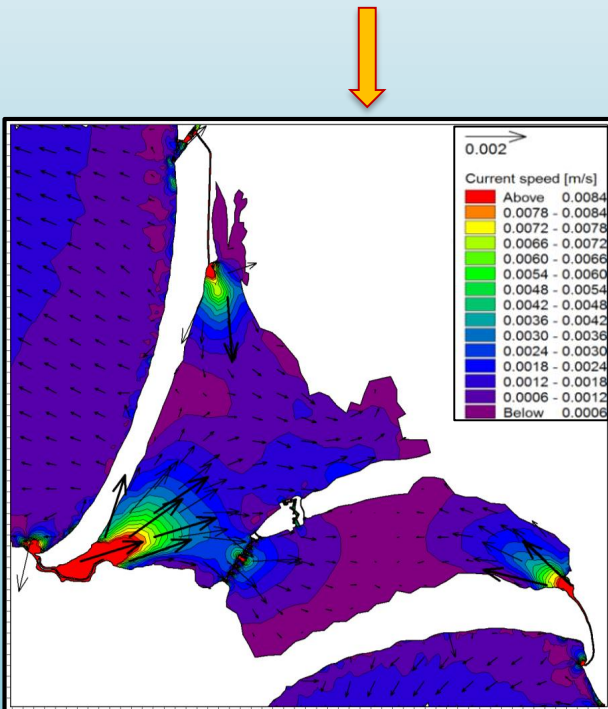 0.002
Current speed [m/s]
Above 0.0084
0.0078 - 0.0084
0.0072 - 0.0078
0.0066 - 0.0072
0.0060 - 0.0066
0.0054 - 0.0060
0.0048 - 0.0054
0.0042 - 0.0048
0.0036 - 0.0042
0.0030 - 0.0036
0.0024 - 0.0030
0.0018 - 0.0024
0.0012 - 0.0018
0.0006 - 0.0012
Below 0.0006